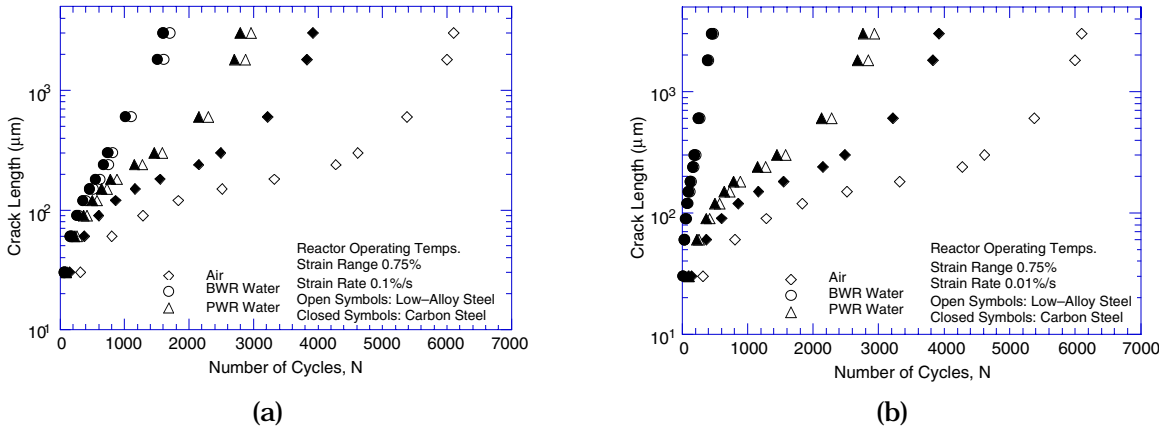 10³
10²
10¹
Crack Length (μm)
0 1000 2000 3000 4000 5000 6000 7000
Number of Cycles, N
Air
BWR Water
PWR Water
Reactor Operating Temps.
Strain Range 0.75%
Strain Rate 0.1%/s
Open Symbols: Low–Alloy Steel
Closed Symbols: Carbon Steel
(a)
10³
10²
10¹
Crack Length (μm)
0 1000 2000 3000 4000 5000 6000 7000
Number of Cycles, N
Air
BWR Water
PWR Water
Reactor Operating Temps.
Strain Range 0.75%
Strain Rate 0.01%/s
Open Symbols: Low–Alloy Steel
Closed Symbols: Carbon Steel
(b)